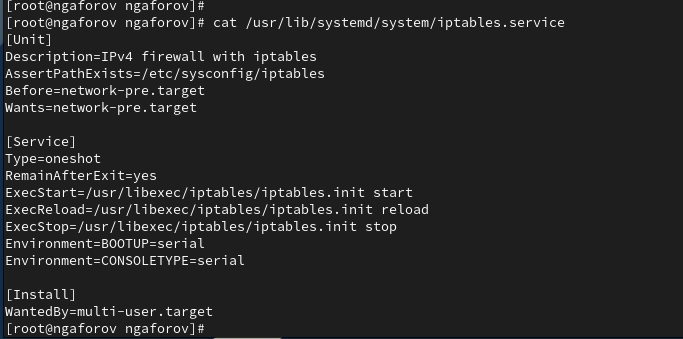 [root@ngaforov ngaforov]#
[root@ngaforov ngaforov]# cat /usr/lib/systemd/system/iptables.service
[Unit]
Description=IPv4 firewall with iptables
AssertPathExists=/etc/sysconfig/iptables
Before=network-pre.target
Wants=network-pre.target

[Service]
Type=oneshot
RemainAfterExit=yes
ExecStart=/usr/libexec/iptables/iptables.init start
ExecReload=/usr/libexec/iptables/iptables.init reload
ExecStop=/usr/libexec/iptables/iptables.init stop
Environment=BOOTUP=serial
Environment=CONSOLETYPE=serial

[Install]
WantedBy=multi-user.target
[root@ngaforov ngaforov]#